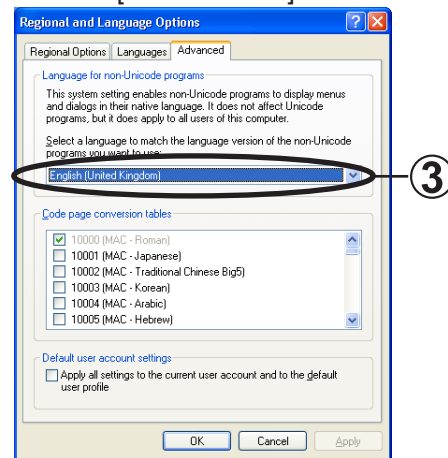 Regional and Language Options
Regional Options Languages Advanced
Language for non-Unicode programs
This system setting enables non-Unicode programs to display menus
and dialogs in their native language. It does not affect Unicode
programs, but it does apply to all users of this computer.
Select a language to match the language version of the non-Unicode
programs you want to use:
English (United Kingdom)
3
Code page conversion tables
10000 (MAC - Roman)
10001 (MAC - Japanese)
10002 (MAC - Traditional Chinese Big5)
10003 (MAC - Korean)
10004 (MAC - Arabic)
10005 (MAC - Hebrew)
Default user account settings
Apply all settings to the current user account and to the default
user profile
OK Cancel Apply